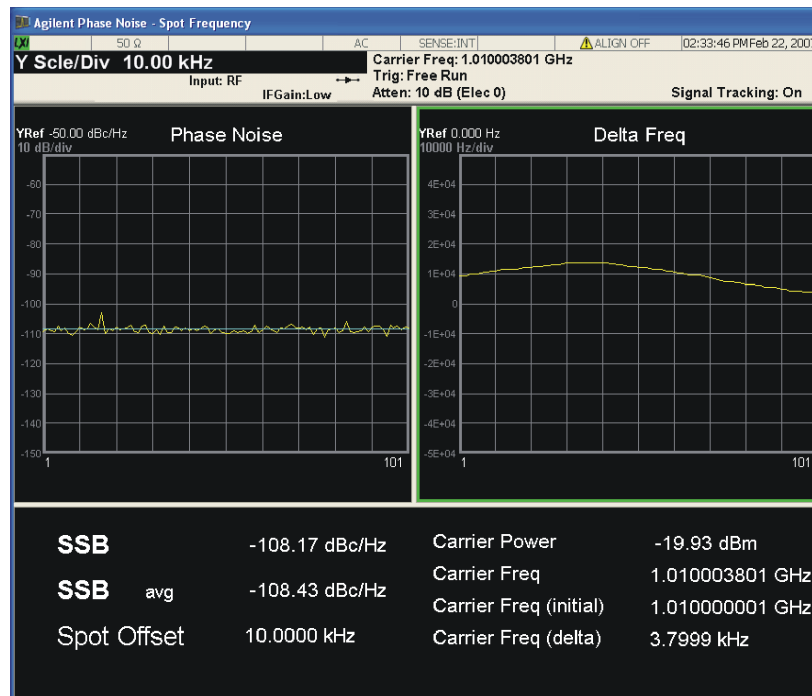 Agilent Phase Noise - Spot Frequency
LXI 50 Ω AC SENSE:INT ALIGN OFF 02:33:46 PM Feb 22, 200
Y Scle/Div 10.00 kHz
Input: RF
IFGain:Low
Carrier Freq: 1.010003801 GHz
Trig: Free Run
Atten: 10 dB (Elec 0)
Signal Tracking: On
YRef -50.00 dBc/Hz
10 dB/div
Phase Noise
-60
-70
-80
-90
-100
-110
-120
-130
-140
-150
1 101
YRef 0.000 Hz
10000 Hz/div
Delta Freq
4E+04
3E+04
2E+04
1E+04
0
-1E+04
-2E+04
-3E+04
-4E+04
-5E+04
1 101
SSB -108.17 dBc/Hz
SSB avg -108.43 dBc/Hz
Spot Offset 10.0000 kHz
Carrier Power -19.93 dBm
Carrier Freq 1.010003801 GHz
Carrier Freq (initial) 1.010000001 GHz
Carrier Freq (delta) 3.7999 kHz